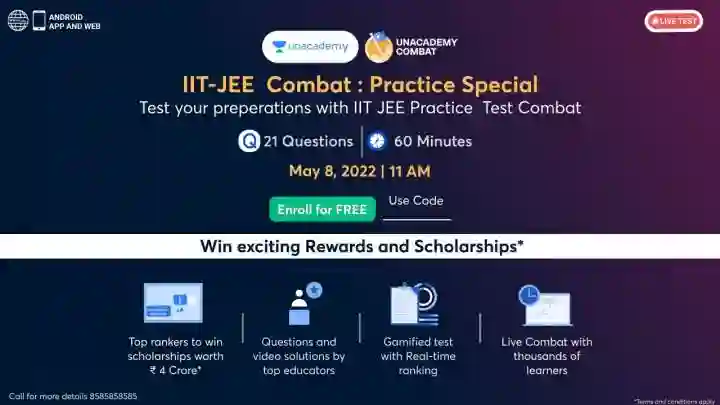 ANDROID
APP AND WEB
LIVE TEST
unacademy
UNACADEMY
COMBAT
IIT-JEE Combat : Practice Special
Test your preperations with IIT JEE Practice Test Combat
Q 21 Questions
60 Minutes
May 8, 2022 | 11 AM
Enroll for FREE
Use Code
Win exciting Rewards and Scholarships*
Top rankers to win
scholarships worth
₹ 4 Crore*
Questions and
video solutions by
top educators
Gamified test
with Real-time
ranking
Live Combat with
thousands of
learners
Call for more details 8585858585
*Terms and conditions apply